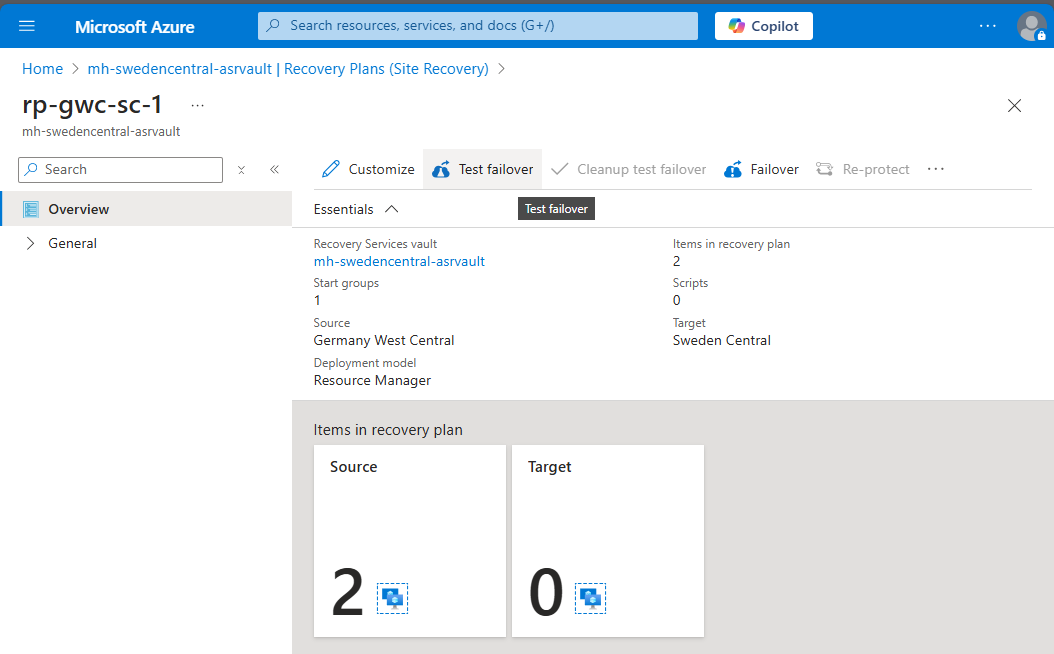 Microsoft Azure
Search resources, services, and docs (G+/)
Copilot
Home > mh-swedencentral-asrvault | Recovery Plans (Site Recovery) >
rp-gwc-sc-1 ...
mh-swedencentral-asrvault
Search
Customize
Test failover
Cleanup test failover
Failover
Re-protect
Overview
General
Essentials
Test failover
Recovery Services vault
mh-swedencentral-asrvault
Start groups
1
Source
Germany West Central
Deployment model
Resource Manager
Items in recovery plan
2
Scripts
0
Target
Sweden Central
Items in recovery plan
Source
2
Target
0